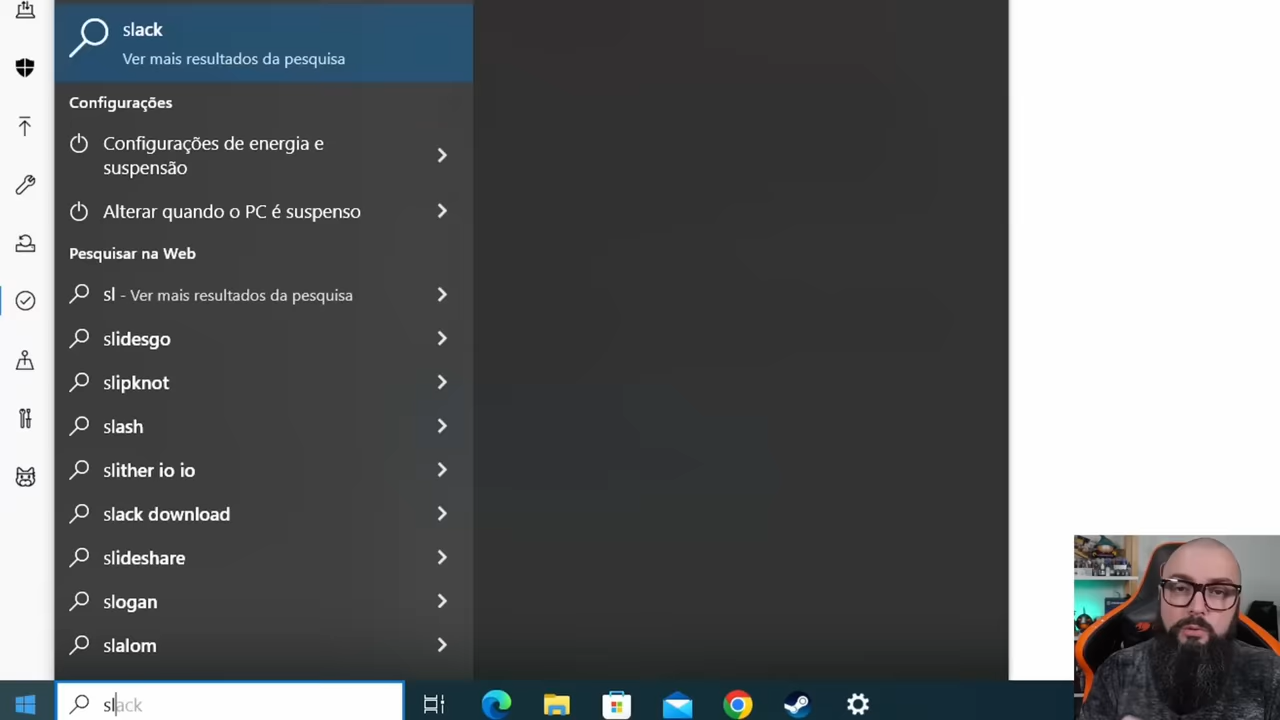 slack
Ver mais resultados da pesquisa
Configurações
Configurações de energia e
suspensão
Alterar quando o PC é suspenso
Pesquisar na Web
sl - Ver mais resultados da pesquisa
slidesgo
slipknot
slash
slither io io
slack download
slideshare
slogan
slalom
slack